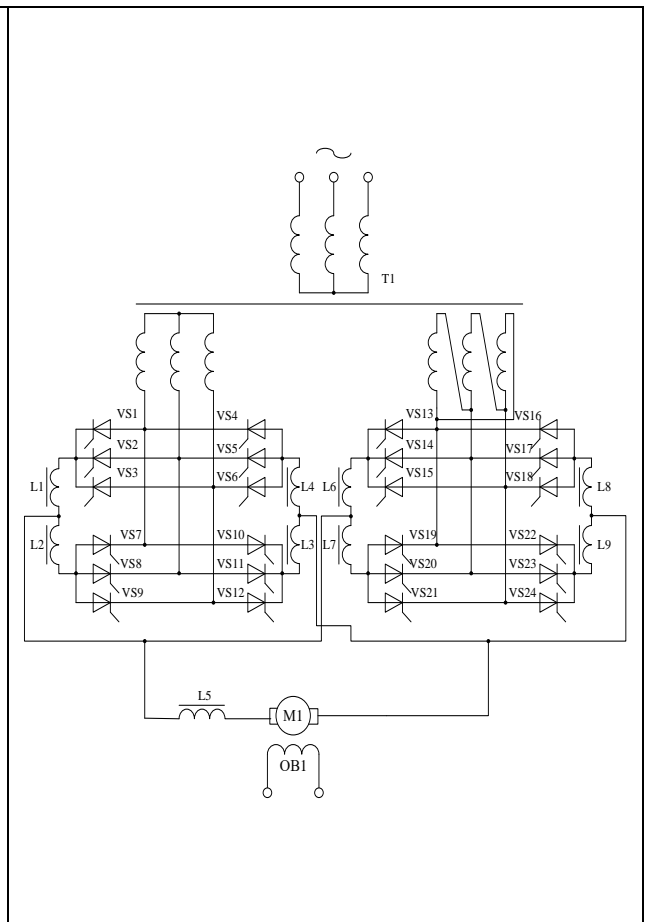 T1
VS1 VS4 VS13 VS16
VS2 VS5 VS14 VS17
VS3 VS6 VS15 VS18
L1 L4 L6 L8
VS7 VS10 VS19 VS22
L2 L3 L7 L9
VS8 VS11 VS20 VS23
VS9 VS12 VS21 VS24
L5
M1
OB1